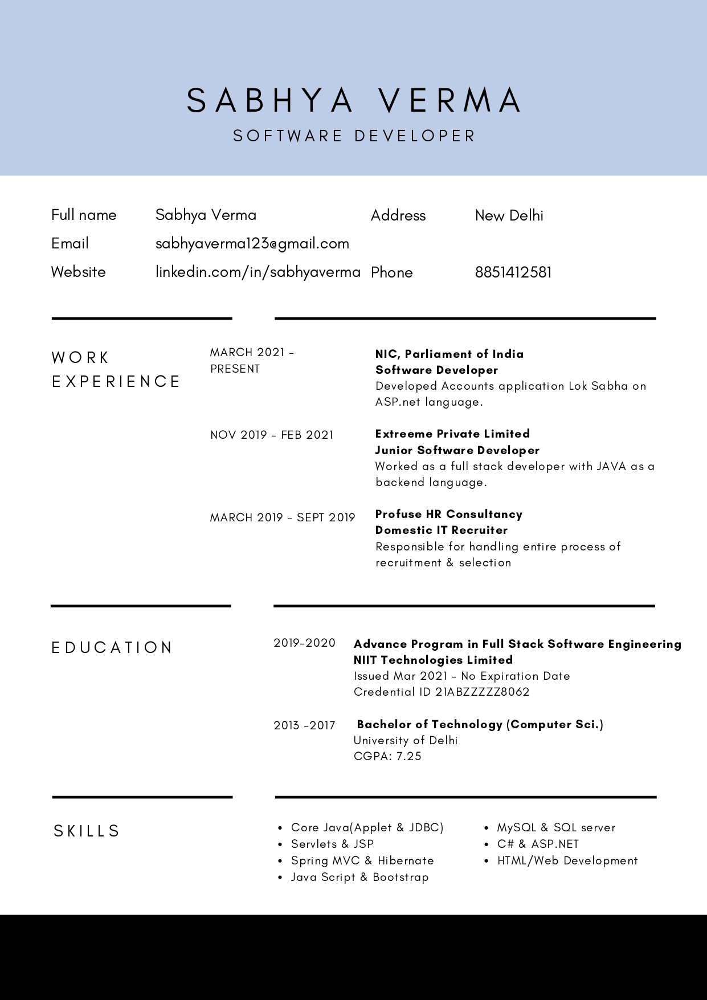 SABHYA VERMA
SOFTWARE DEVELOPER
Full name Sabhya Verma Address New Delhi
Email sabhyaverma123@gmail.com
Website linkedin.com/in/sabhyaverma Phone 8851412581
WORK
EXPERIENCE
MARCH 2021 -
PRESENT
NIC, Parliament of India
Software Developer
Developed Accounts application Lok Sabha on
ASP.net language.
NOV 2019 - FEB 2021
Extreeme Private Limited
Junior Software Developer
Worked as a full stack developer with JAVA as a
backend language.
MARCH 2019 - SEPT 2019
Profuse HR Consultancy
Domestic IT Recruiter
Responsible for handling entire process of
recruitment & selection
EDUCATION
2019-2020
Advance Program in Full Stack Software Engineering
NIIT Technologies Limited
Issued Mar 2021 - No Expiration Date
Credential ID 21ABZZZZZ8062
2013 -2017
Bachelor of Technology (Computer Sci.)
University of Delhi
CGPA: 7.25
SKILLS
• Core Java(Applet & JDBC)
• Servlets & JSP
• Spring MVC & Hibernate
• Java Script & Bootstrap
• MySQL & SQL server
• C# & ASP.NET
• HTML/Web Development